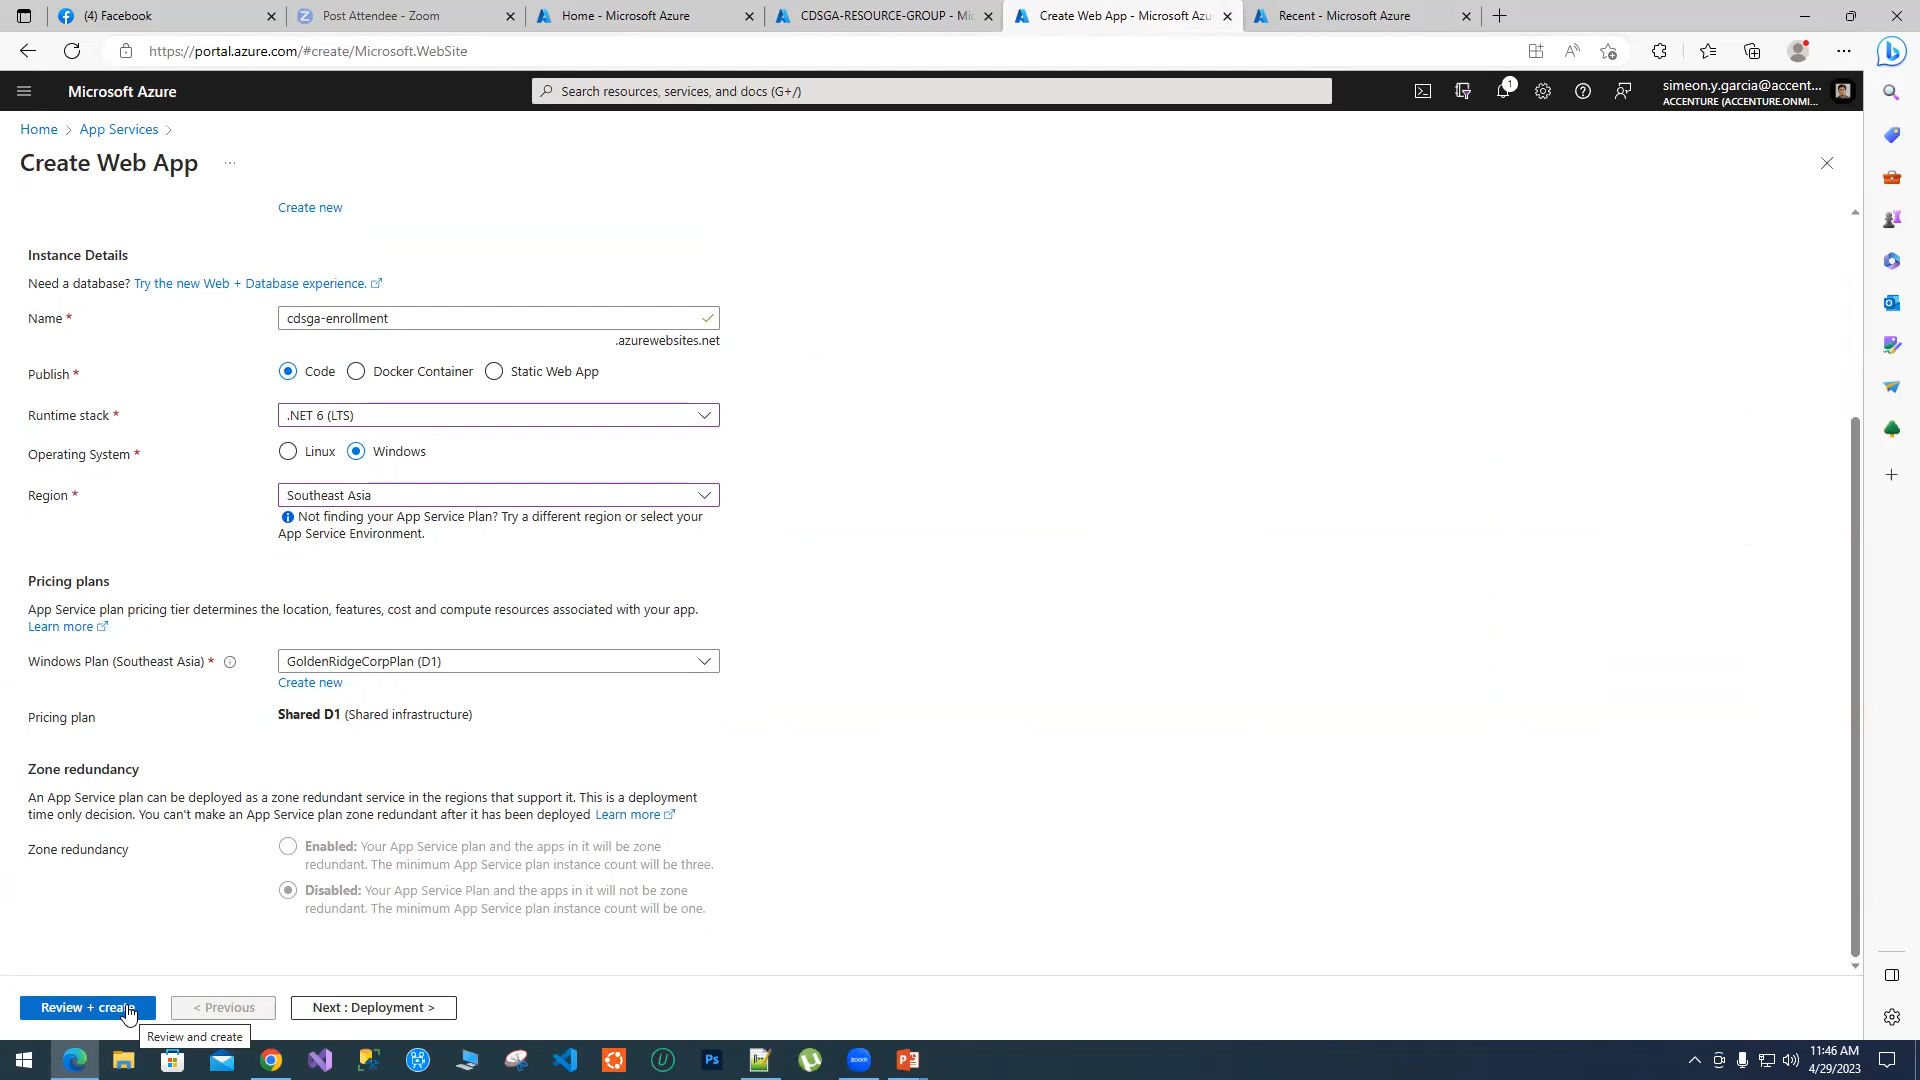 (4) Facebook
Post Attendee - Zoom
Home - Microsoft Azure
CDSGA-RESOURCE-GROUP - Mic
Create Web App - Microsoft Azu
Recent - Microsoft Azure
https://portal.azure.com/#create/Microsoft.WebSite
Microsoft Azure
Search resources, services, and docs (G+/)
1
simeon.y.garcia@accent...
ACCENTURE (ACCENTURE.ONMI...
Home > App Services >
Create Web App ...
Create new
Instance Details
Need a database? Try the new Web + Database experience.
Name *
cdsga-enrollment
.azurewebsites.net
Publish *
Code
Docker Container
Static Web App
Runtime stack *
.NET 6 (LTS)
Operating System *
Linux
Windows
Region *
Southeast Asia
Not finding your App Service Plan? Try a different region or select your
App Service Environment.
Pricing plans
App Service plan pricing tier determines the location, features, cost and compute resources associated with your app.
Learn more
Windows Plan (Southeast Asia) *
GoldenRidgeCorpPlan (D1)
Create new
Pricing plan
Shared D1 (Shared infrastructure)
Zone redundancy
An App Service plan can be deployed as a zone redundant service in the regions that support it. This is a deployment
time only decision. You can't make an App Service plan zone redundant after it has been deployed Learn more
Zone redundancy
Enabled: Your App Service plan and the apps in it will be zone
redundant. The minimum App Service plan instance count will be three.
Disabled: Your App Service Plan and the apps in it will not be zone
redundant. The minimum App Service plan instance count will be one.
Review + create
< Previous
Next : Deployment >
Review and create
Ps
zoom
11:46 AM
4/29/2023